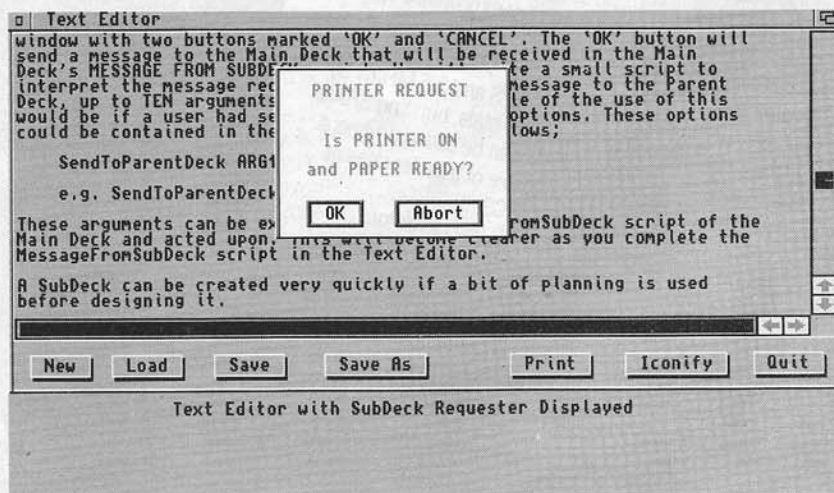 Text Editor
window with two buttons marked 'OK' and 'CANCEL'. The 'OK' button will
send a message to the Main Deck that will be received in the Main
Deck's MESSAGE FROM te a small script to
interpret the message message to the Parent
Deck, up to TEN arguments le of the use of this
would be if a user had options. These options
could be contained in the lows;
SendToParentDeck ARG1
e.g. SendToParentDeck
These arguments can be ex romSubDeck script of the
Main Deck and acted upon. This will become clearer as you complete the
MessageFromSubDeck script in the Text Editor.
A SubDeck can be created very quickly if a bit of planning is used
before designing it.
PRINTER REQUEST
Is PRINTER ON
and PAPER READY?
OK Abort
New Load Save Save As Print Iconify Quit
Text Editor with SubDeck Requester Displayed